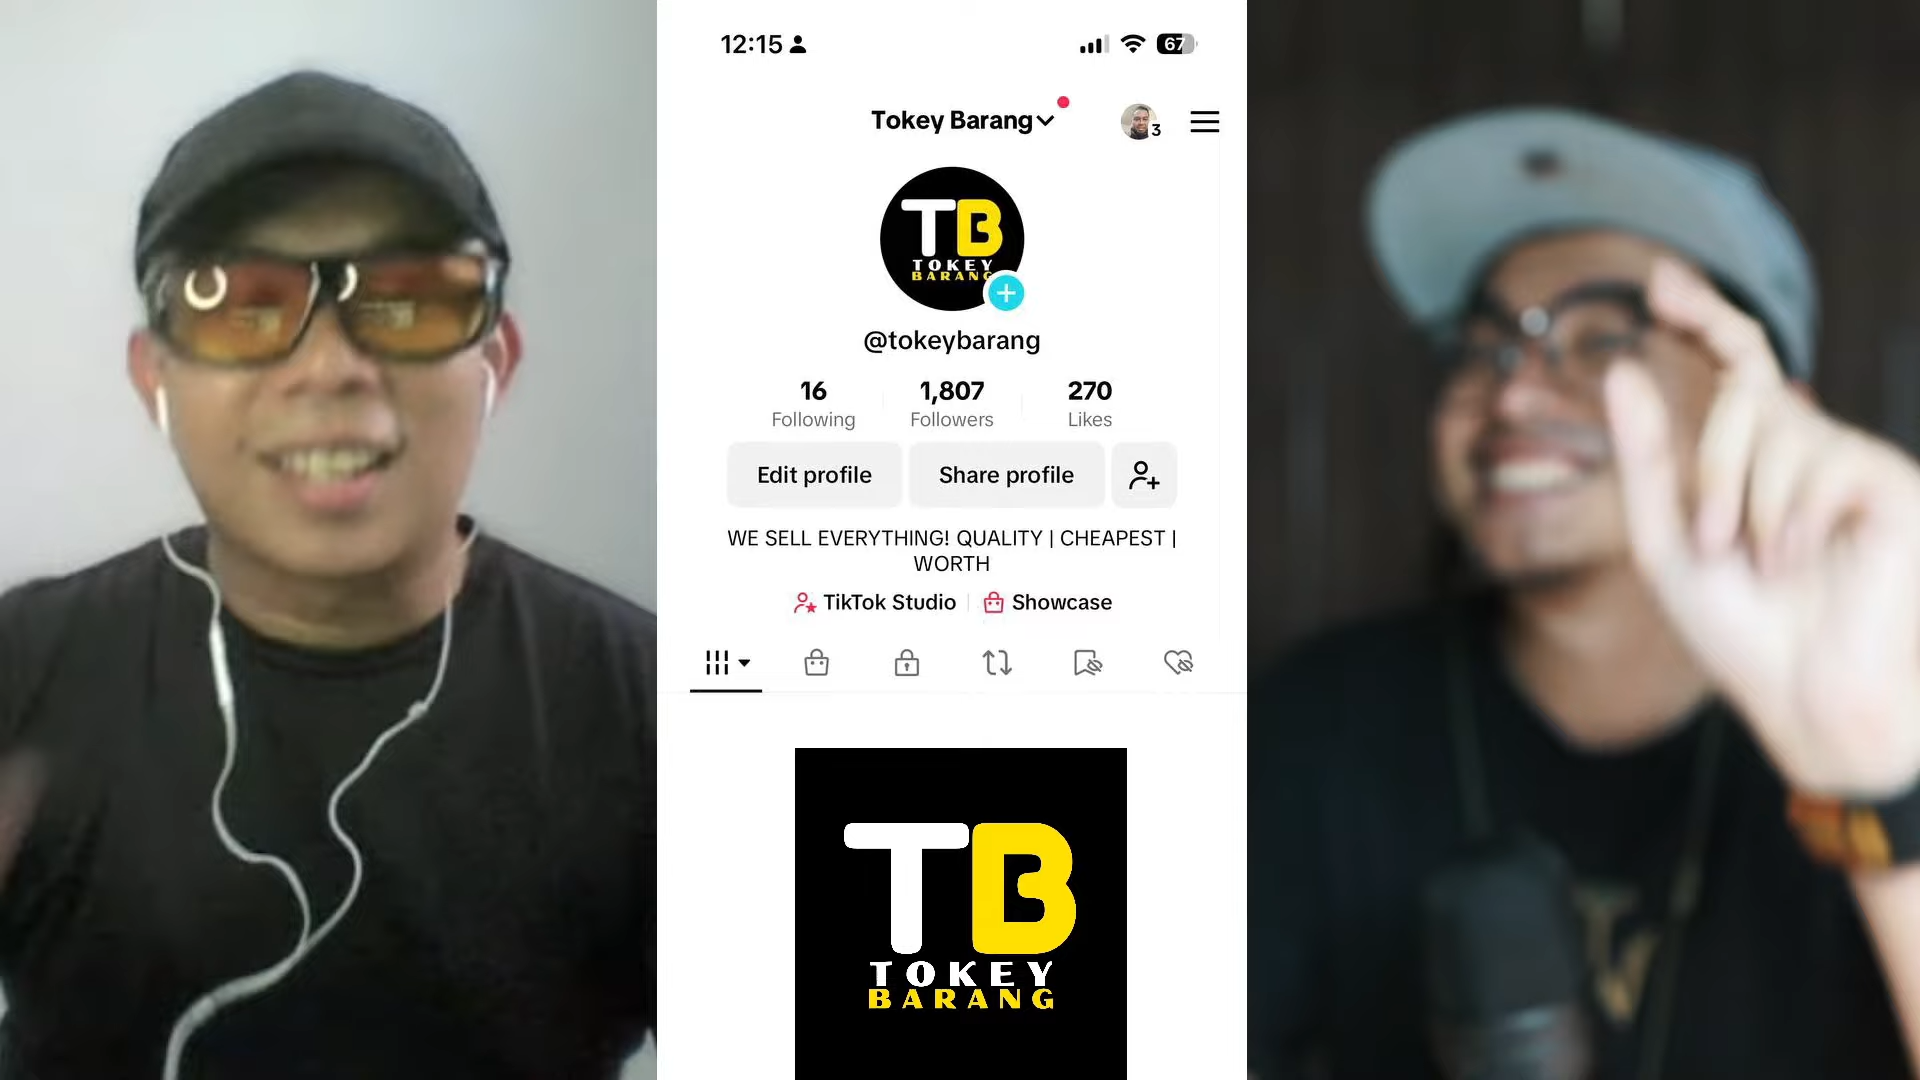 12:15
67
Tokey Barang
3
TB
TOKEY
BARANG
@tokeybarang
16
1,807
270
Following
Followers
Likes
Edit profile
Share profile
WE SELL EVERYTHING! QUALITY | CHEAPEST |
WORTH
TikTok Studio
Showcase
TB
TOKEY
BARANG